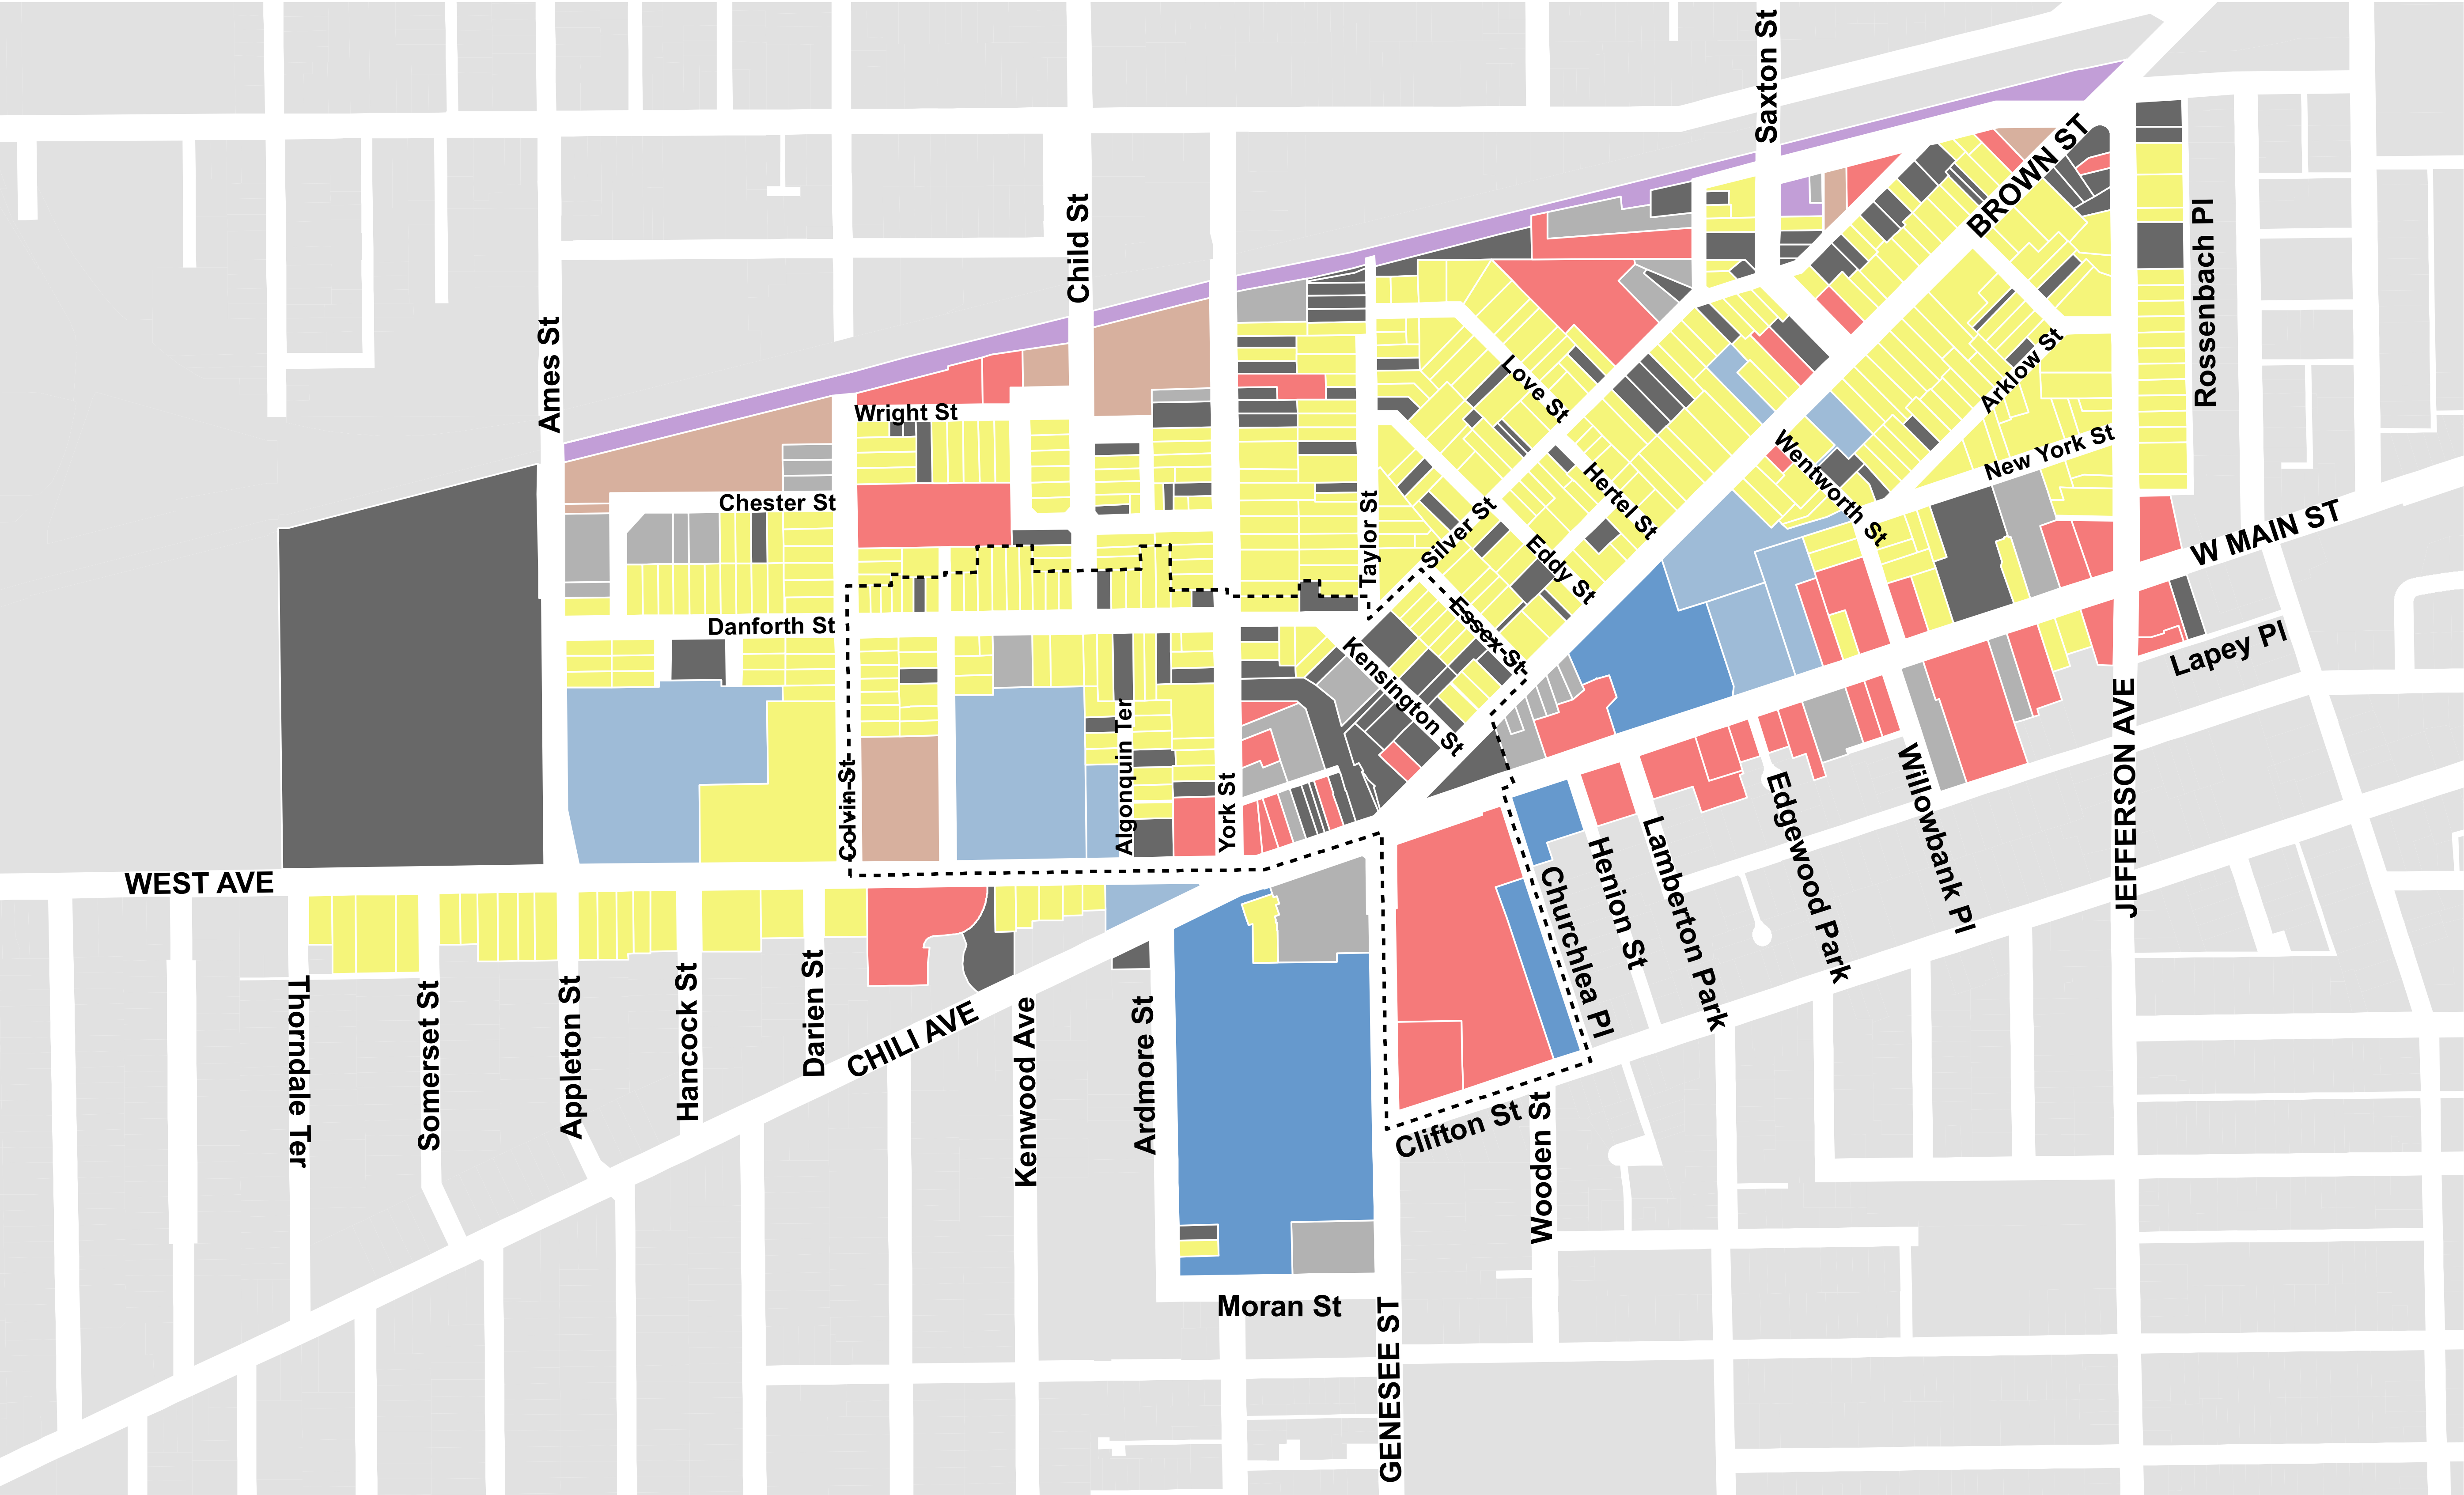 Saxton St
BROWN ST
Child St
Rossenbach Pl
Ames St
Wright St
Love St
Arklow St
Chester St
Wentworth St
New York St
Hertel St
Taylor St
Silver St
W MAIN ST
Eddy St
Danforth St
Essex St
Kensington St
Lapey Pl
Algonquin Ter
Colvin St
York St
JEFFERSON AVE
Willowbank Pl
Edgewood Park
Lamberton Park
Henion St
Churchlea Pl
WEST AVE
Thorndale Ter
Somerset St
Appleton St
Hancock St
Darien St
CHILI AVE
Kenwood Ave
Ardmore St
Clifton St
Wooden St
Moran St
GENESEE ST